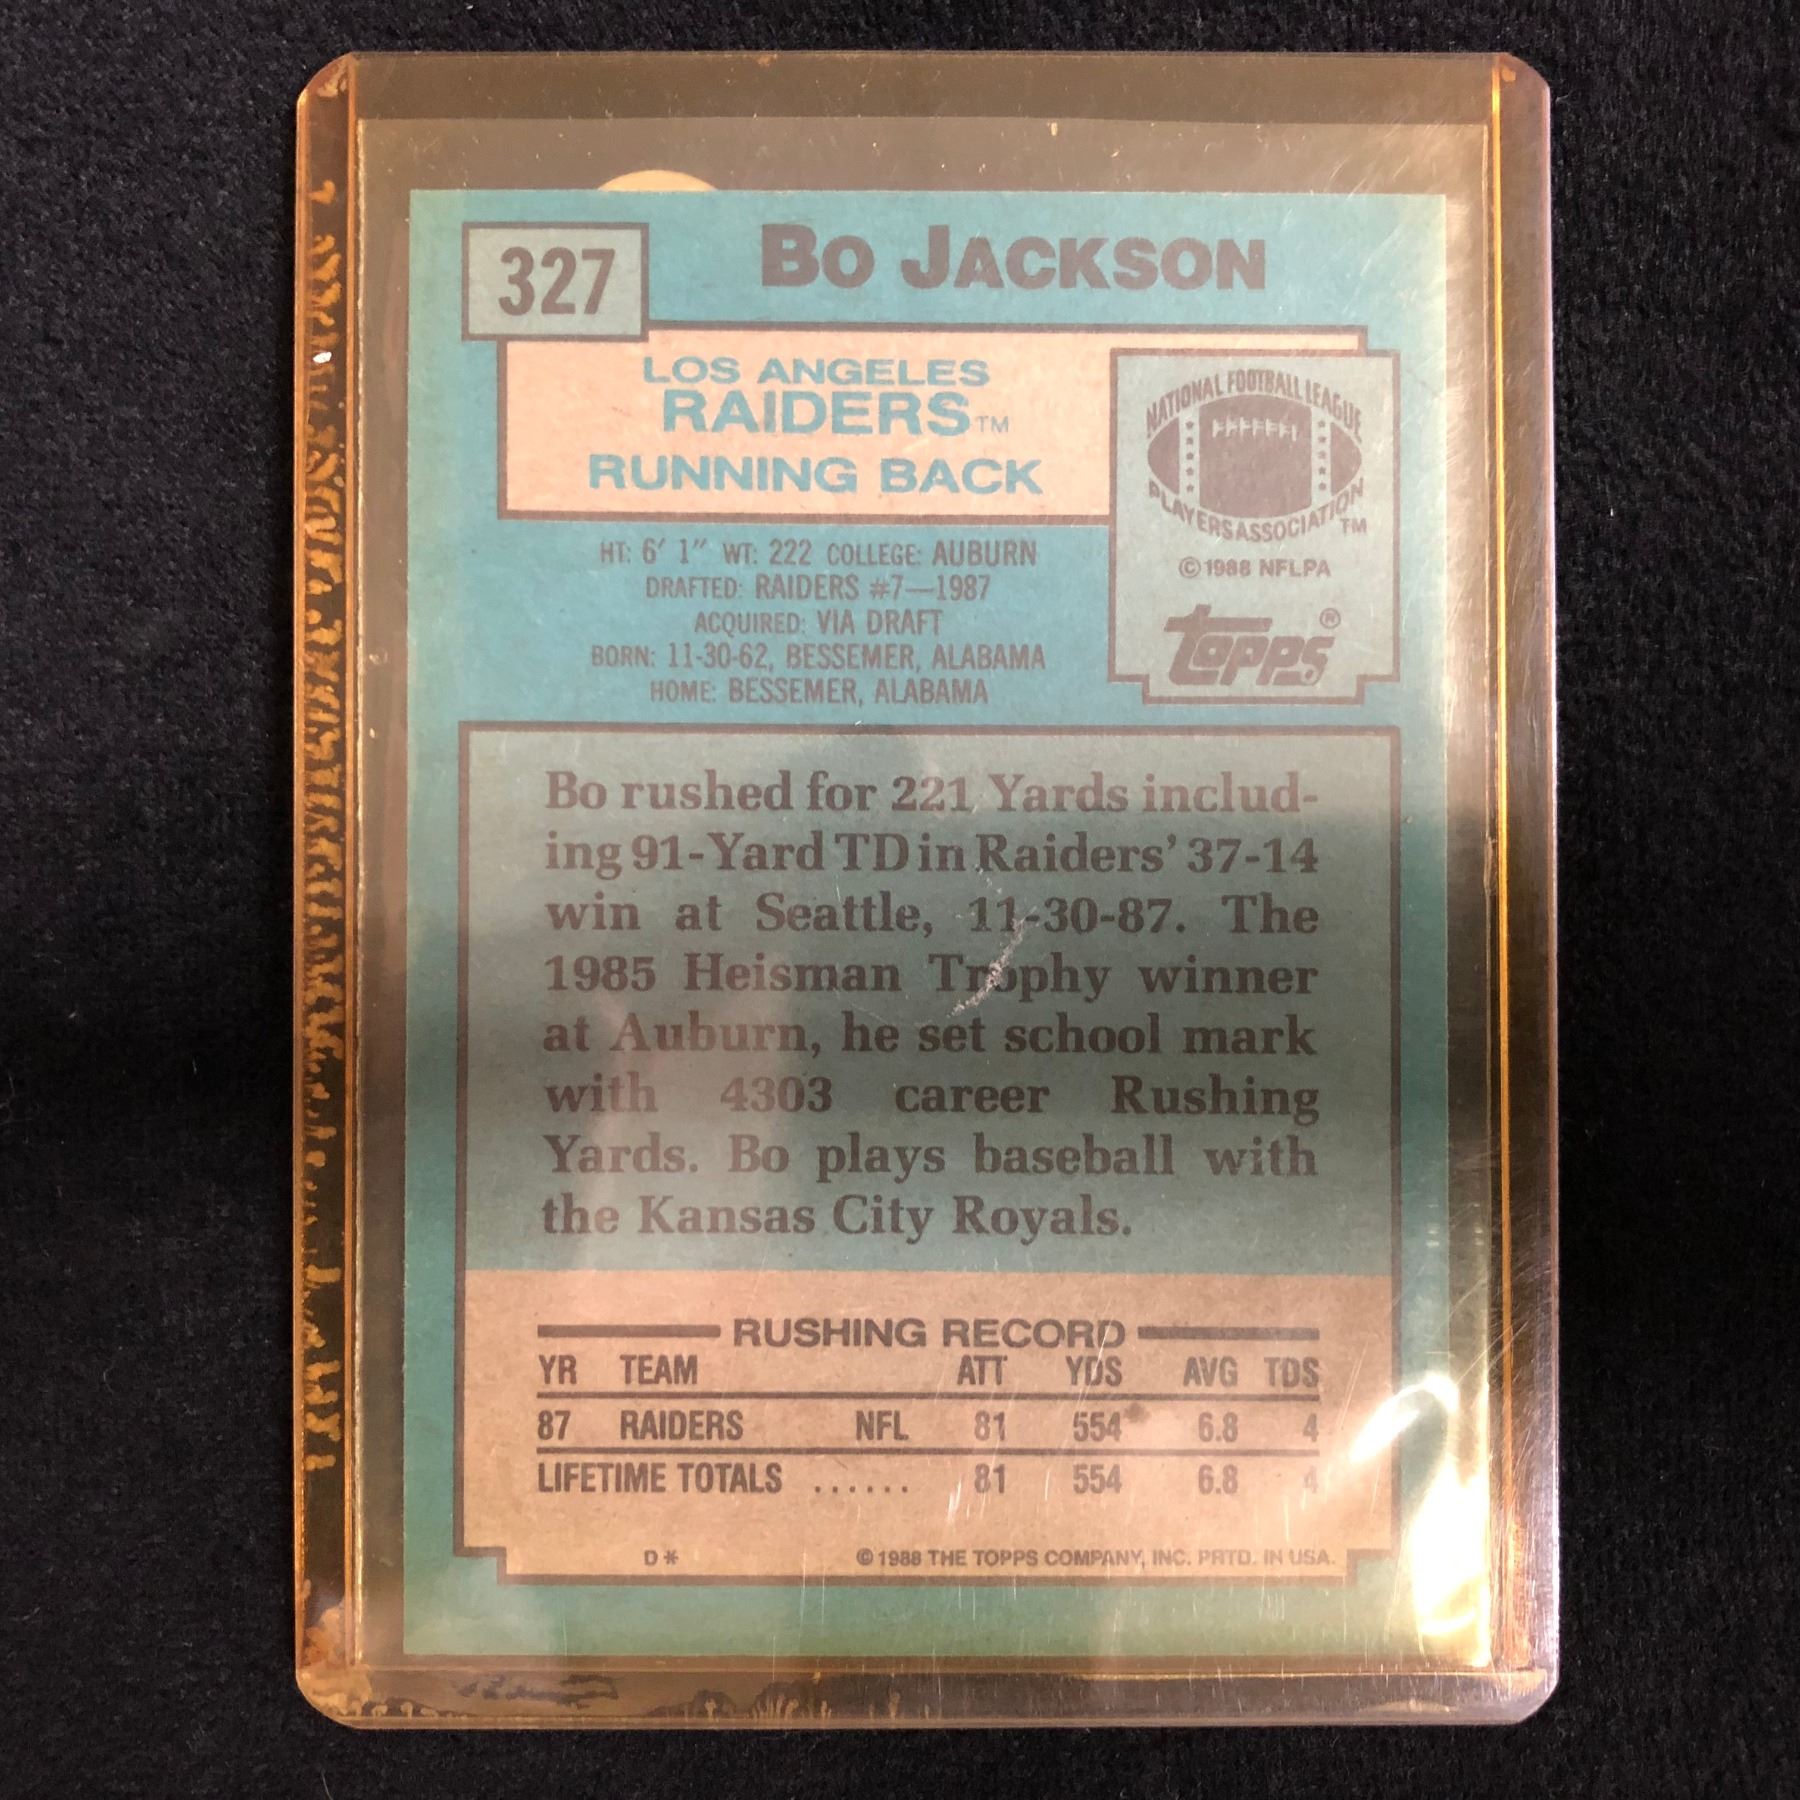 327
BO JACKSON
LOS ANGELES
RAIDERS™
RUNNING BACK
NATIONAL FOOTBALL LEAGUE
PLAYERS ASSOCIATION™
©1988 NFLPA
topps®
HT: 6′ 1″ WT: 222 COLLEGE: AUBURN
DRAFTED: RAIDERS #7—1987
ACQUIRED: VIA DRAFT
BORN: 11-30-62, BESSEMER, ALABAMA
HOME: BESSEMER, ALABAMA
Bo rushed for 221 Yards includ-
ing 91-Yard TD in Raiders' 37-14
win at Seattle, 11-30-87. The
1985 Heisman Trophy winner
at Auburn, he set school mark
with 4303 career Rushing
Yards. Bo plays baseball with
the Kansas City Royals.
RUSHING RECORD
YR TEAM ATT YDS AVG TDS
87 RAIDERS NFL 81 554 6.8 4
LIFETIME TOTALS ...... 81 554 6.8 4
D* ©1988 THE TOPPS COMPANY, INC. PRTD. IN USA.